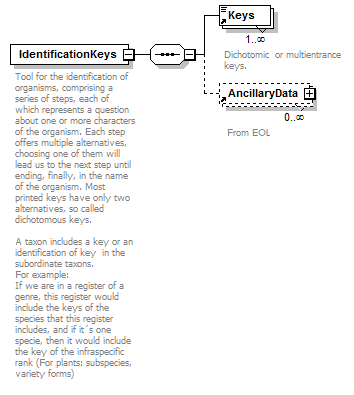 Keys
1..∞
IdentificationKeys
Dichotomic or multientrance
keys.
AncillaryData
0..∞
From EOL
Tool for the identification of
organisms, comprising a
series of steps, each of
which represents a question
about one or more characters
of the organism. Each step
offers multiple alternatives,
choosing one of them will
lead us to the next step until
ending, finally, in the name
of the organism. Most
printed keys have only two
alternatives, so called
dichotomous keys.
A taxon includes a key or an
identification of key in the
subordinate taxons.
For example:
If we are in a register of a
genre, this register would
include the keys of the
species that this register
includes, and if it´s one
specie, then it would include
the key of the infraspecific
rank (For plants: subspecies,
variety forms)